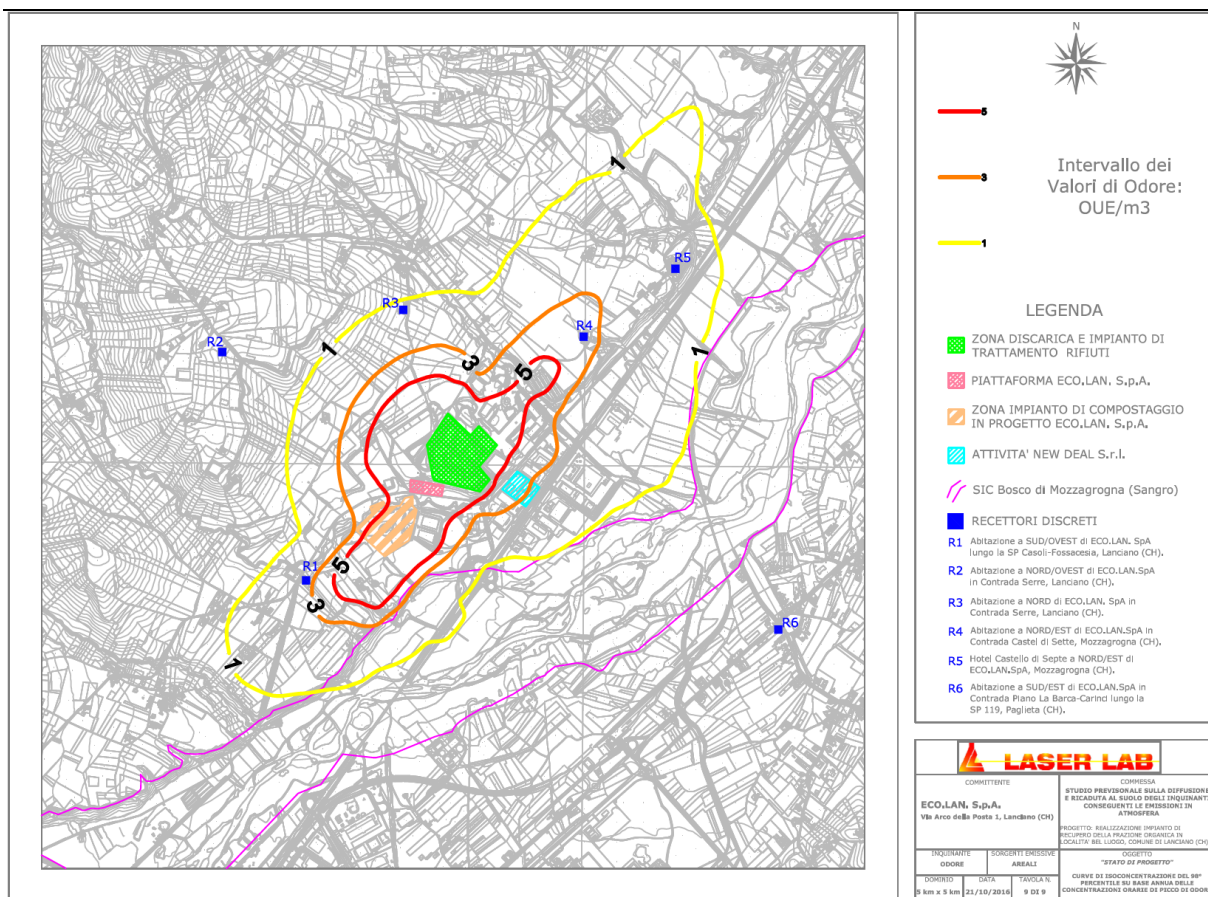 N
5
3
1
Intervallo dei
Valori di Odore:
OUE/m3
LEGENDA
ZONA DISCARICA E IMPIANTO DI
TRATTAMENTO RIFIUTI
PIATTAFORMA ECO.LAN. S.p.A.
ZONA IMPIANTO DI COMPOSTAGGIO
IN PROGETTO ECO.LAN. S.p.A.
ATTIVITA' NEW DEAL S.r.l.
SIC Bosco di Mozzagrogna (Sangro)
RECETTORI DISCRETI
R1 Abitazione a SUD/OVEST di ECO.LAN. SpA
lungo la SP Casoli-Fossacesia, Lanciano (CH).
R2 Abitazione a NORD/OVEST di ECO.LAN.SpA
in Contrada Serre, Lanciano (CH).
R3 Abitazione a NORD di ECO.LAN. SpA in
Contrada Serre, Lanciano (CH).
R4 Abitazione a NORD/EST di ECO.LAN.SpA in
Contrada Castel di Sette, Mozzagrogna (CH).
R5 Hotel Castello di Septe a NORD/EST di
ECO.LAN.SpA, Mozzagrogna (CH).
R6 Abitazione a SUD/EST di ECO.LAN.SpA in
Contrada Piano La Barca-Carinci lungo la
SP 119, Paglieta (CH).
1
1
1
1
3
3
5
5
R1
R2
R3
R4
R5
R6
LASER LAB
COMMITTENTE
ECO.LAN. S.p.A.
Via Arco della Posta 1, Lanciano (CH)
COMMESSA
STUDIO PREVISONALE SULLA DIFFUSIONE
E RICADUTA AL SUOLO DEGLI INQUINANTI
CONSEGUENTI LE EMISSIONI IN
ATMOSFERA
PROGETTO: REALIZZAZIONE IMPIANTO DI
RECUPERO DELLA FRAZIONE ORGANICA IN
LOCALITA' BEL LUOGO, COMUNE DI LANCIANO (CH)
INQUINANTE
ODORE
SORGENTI EMISSIVE
AREALI
OGGETTO
"STATO DI PROGETTO"
CURVE DI ISOCONCENTRAZIONE DEL 98°
PERCENTILE SU BASE ANNUA DELLE
CONCENTRAZIONI ORARIE DI PICCO DI ODORE
DOMINIO
5 km x 5 km
DATA
21/10/2016
TAVOLA N.
9 DI 9